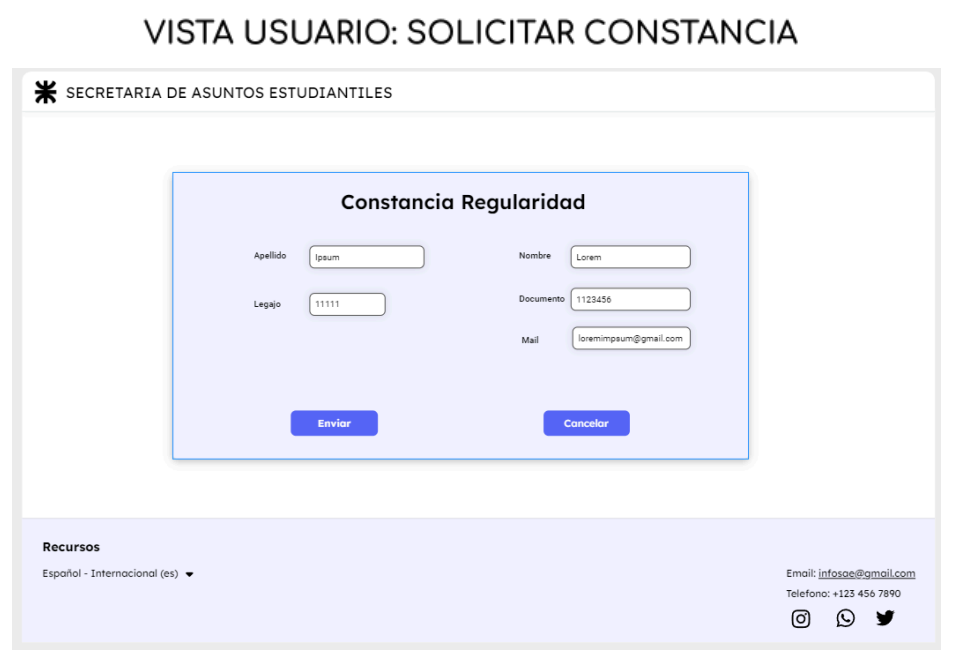 VISTA USUARIO: SOLICITAR CONSTANCIA
SECRETARIA DE ASUNTOS ESTUDIANTILES
Constancia Regularidad
Apellido Ipsum
Nombre Lorem
Legajo 11111
Documento 1123456
Mail loremimpsum@gmail.com
Enviar
Cancelar
Recursos
Español - Internacional (es)
Email: infosae@gmail.com
Telefono: +123 456 7890